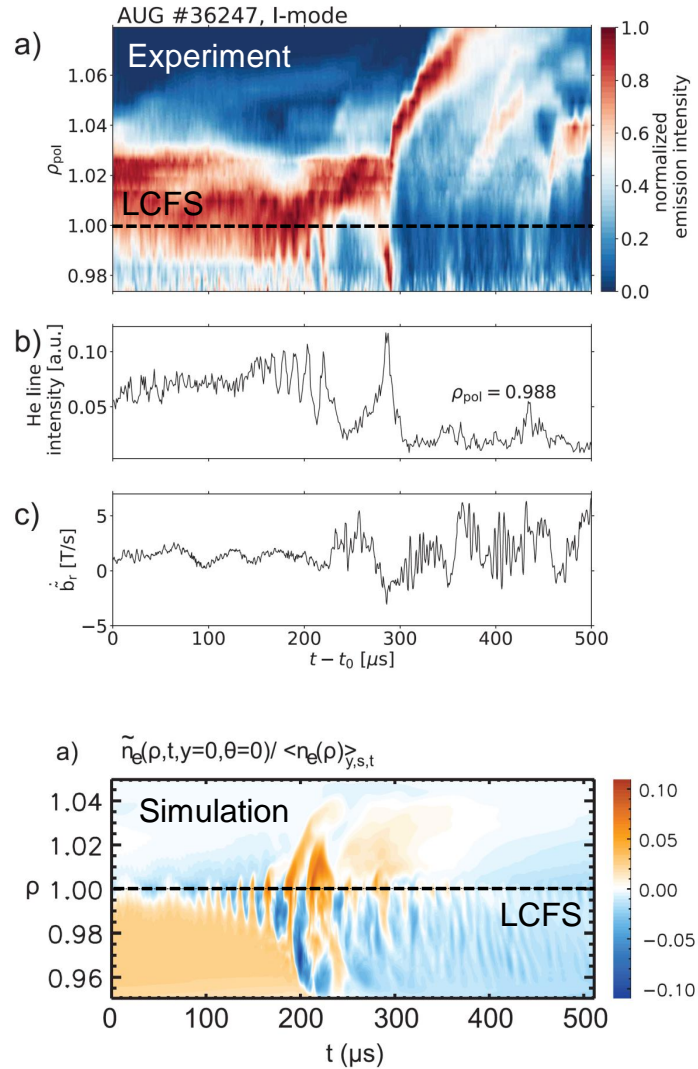 AUG #36247, I-mode
a)
Experiment
LCFS
ρpol
1.06
1.04
1.02
1.00
0.98
1.0
0.8
0.6
0.4
0.2
0.0
normalized
emission intensity
b)
He line
intensity [a.u.]
0.10
0.05
ρpol = 0.988
c)
ḃ̃r [T/s]
5
0
−5
0 100 200 300 400 500
t − t0 [μs]
a) ñe(ρ,t,y=0,θ=0)/ <ne(ρ)>y,s,t
Simulation
LCFS
ρ
1.04
1.02
1.00
0.98
0.96
0 100 200 300 400 500
t (μs)
0.10
0.05
0.00
−0.05
−0.10